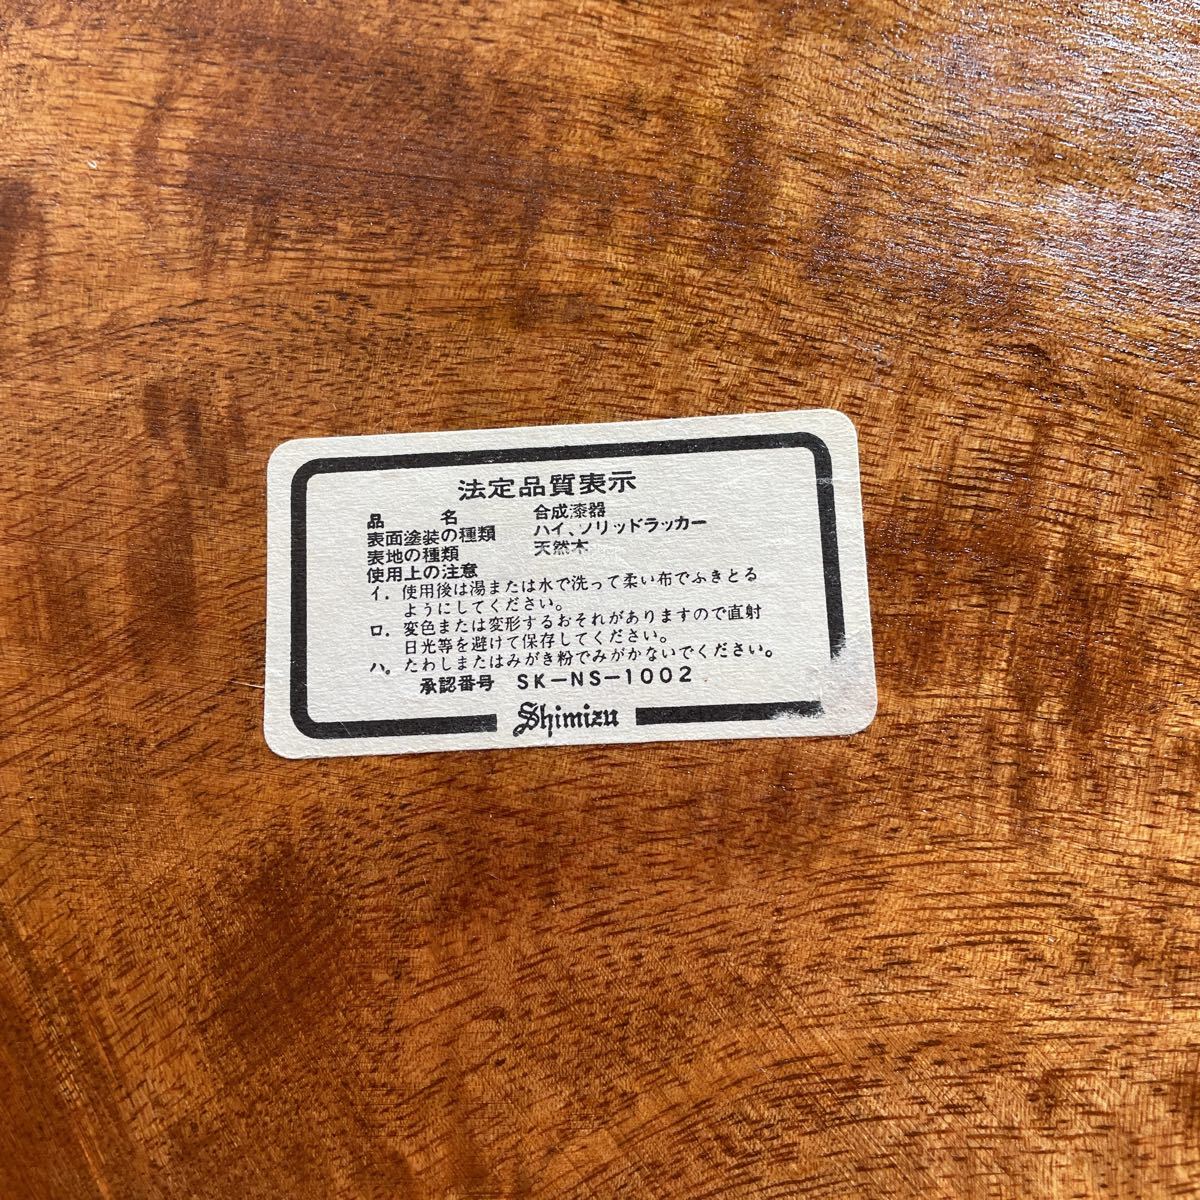 法定品質表示
品名 合成漆器
表面塗装の種類 ハイ、ソリッドラッカー
表地の種類 天然木
使用上の注意
イ. 使用後は湯または水で洗って柔い布でふきとる
ようにしてください。
ロ. 変色または変形するおそれがありますので直射
日光等を避けて保存してください。
ハ. たわしまたはみがき粉でみがかないでください。
承認番号 SK-NS-1002
Shimizu